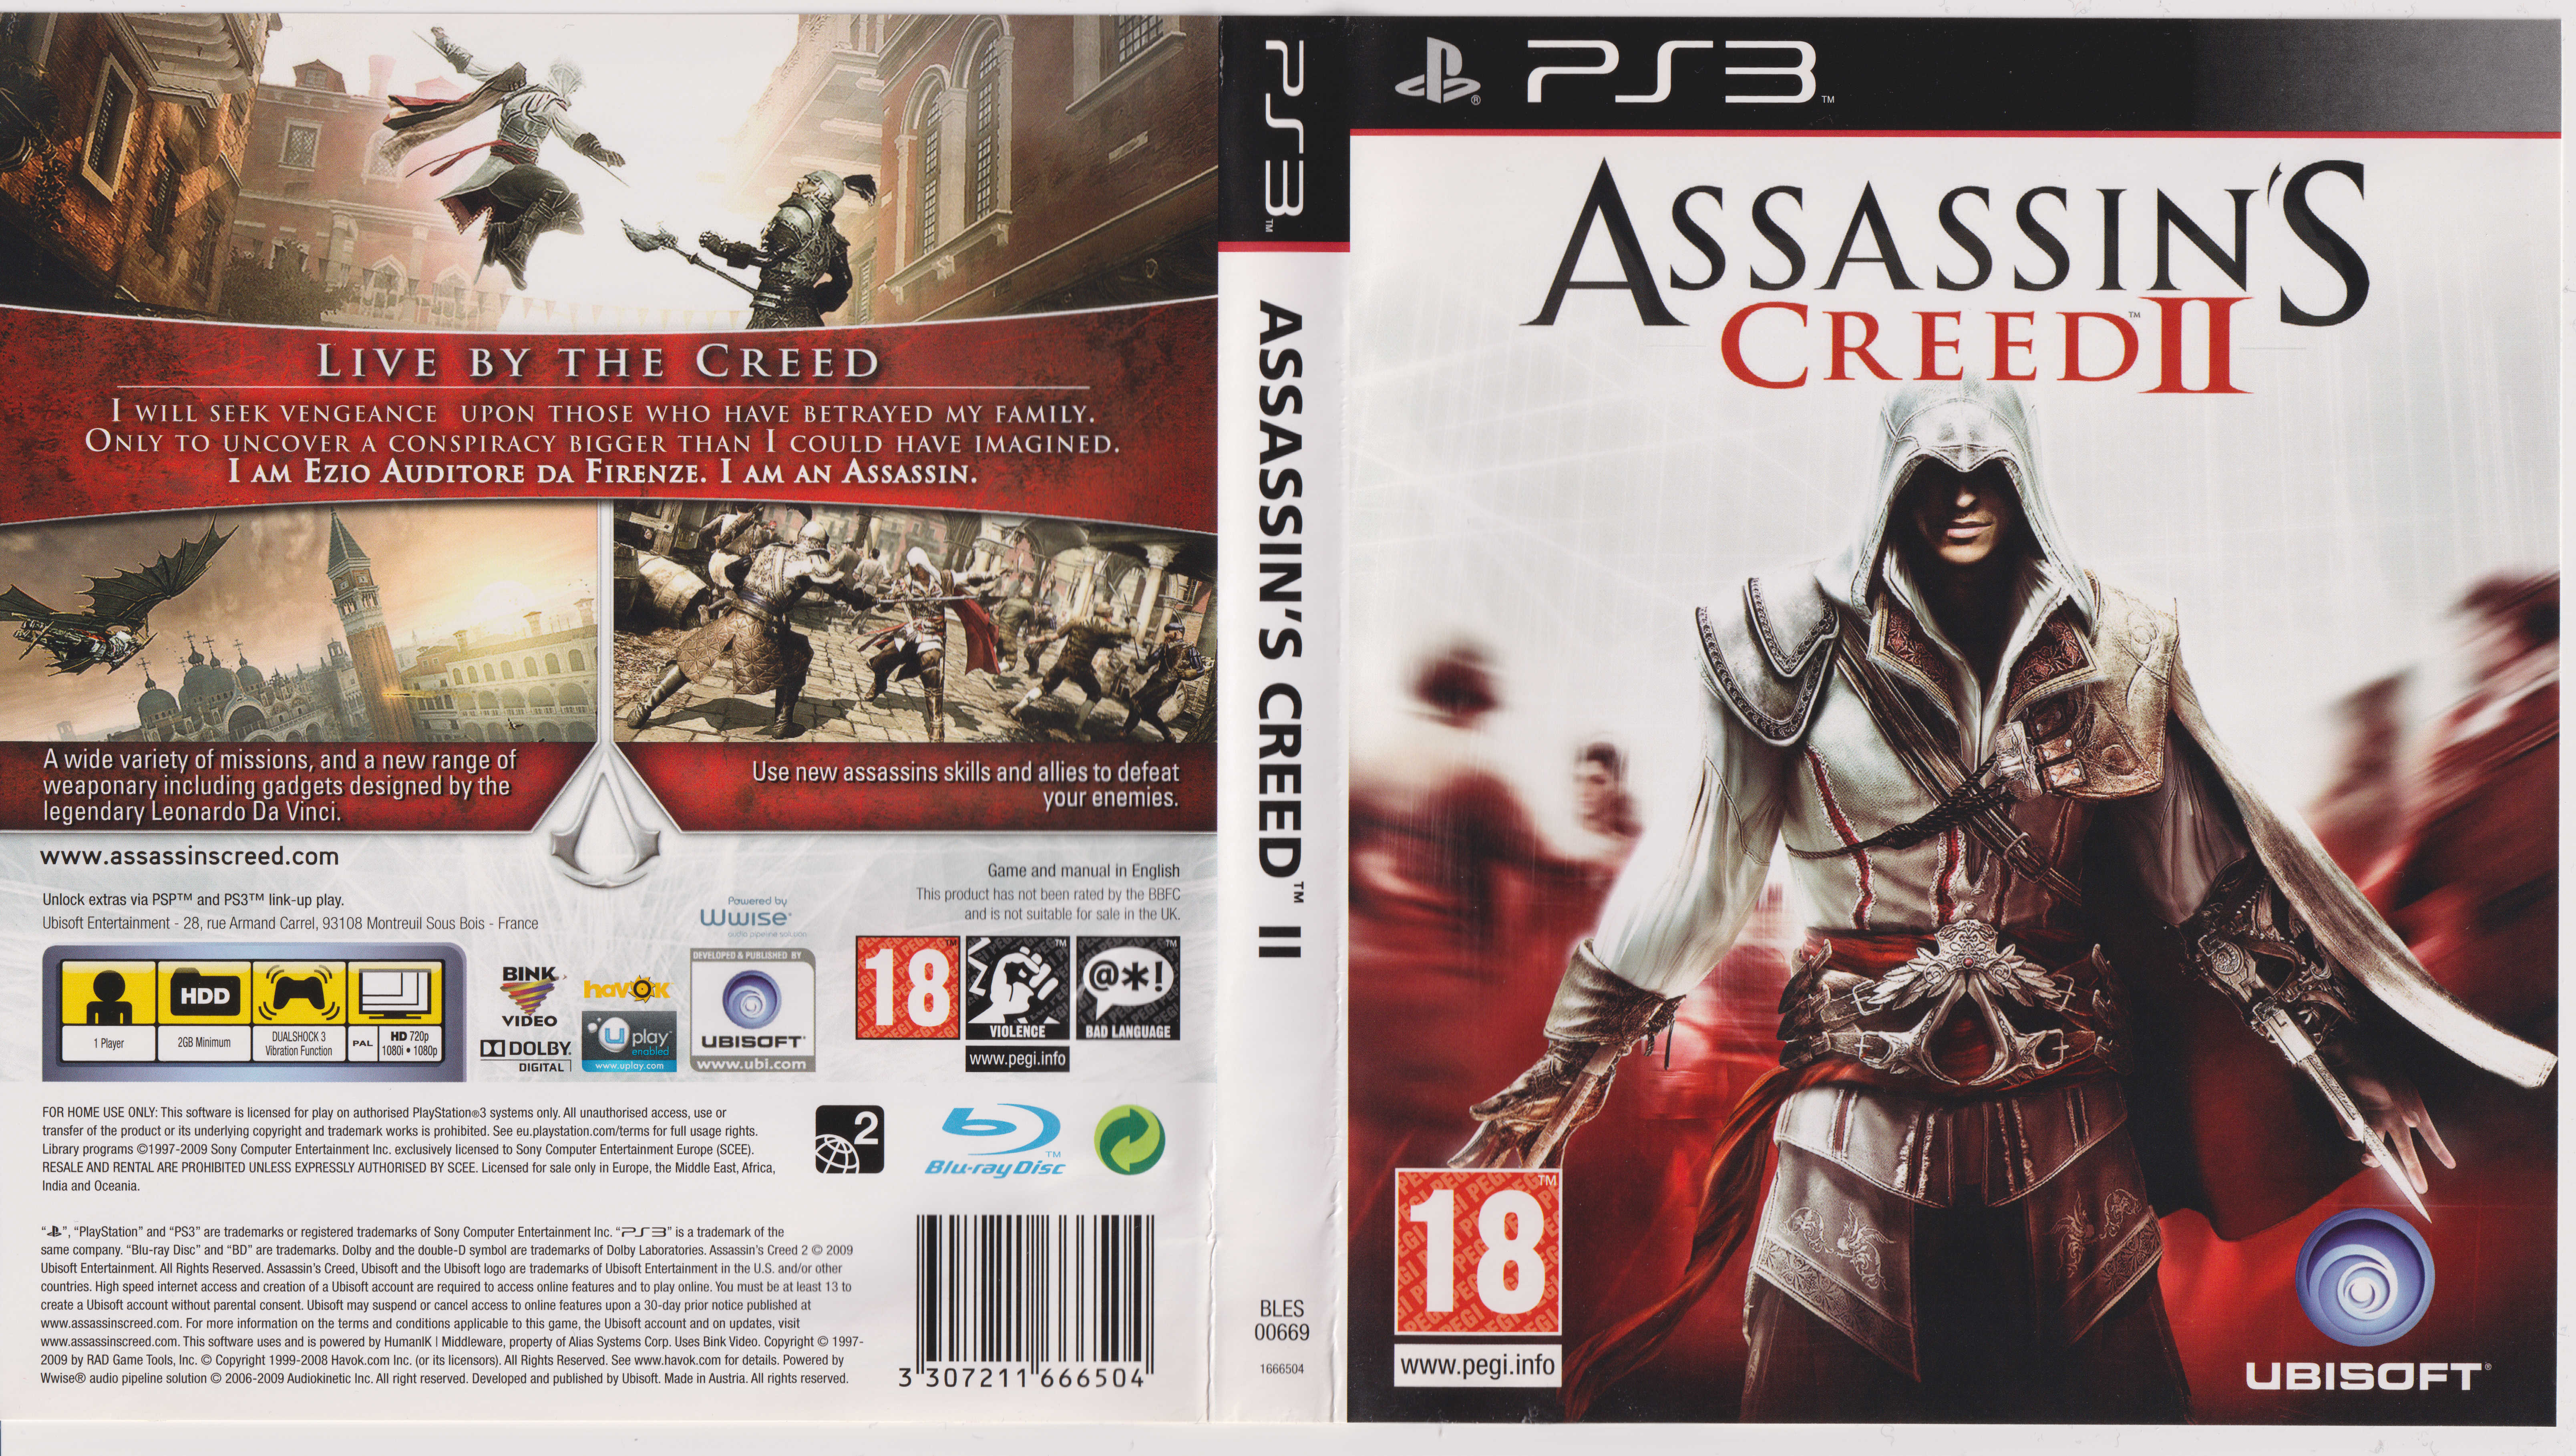 LIVE BY THE CREED
I WILL SEEK VENGEANCE UPON THOSE WHO HAVE BETRAYED MY FAMILY.
ONLY TO UNCOVER A CONSPIRACY BIGGER THAN I COULD HAVE IMAGINED.
I AM EZIO AUDITORE DA FIRENZE. I AM AN ASSASSIN.
A wide variety of missions, and a new range of
weaponary including gadgets designed by the
legendary Leonardo Da Vinci.
Use new assassins skills and allies to defeat
your enemies.
www.assassinscreed.com
Unlock extras via PSP™ and PS3™ link-up play.
Ubisoft Entertainment - 28, rue Armand Carrel, 93108 Montreuil Sous Bois - France
Powered by
Wwise®
audio pipeline solution
Game and manual in English
This product has not been rated by the BBFC
and is not suitable for sale in the UK.
HDD
1 Player
2GB Minimum
DUALSHOCK 3
Vibration Function
PAL
HD 720p
1080i • 1080p
BINK
VIDEO
DOLBY
DIGITAL
havok
U play™
enabled
www.uplay.com
DEVELOPED & PUBLISHED BY
UBISOFT®
www.ubi.com
18™
PEGI
VIOLENCE
@*!
BAD LANGUAGE
www.pegi.info
FOR HOME USE ONLY: This software is licensed for play on authorised PlayStation®3 systems only. All unauthorised access, use or
transfer of the product or its underlying copyright and trademark works is prohibited. See eu.playstation.com/terms for full usage rights.
Library programs ©1997-2009 Sony Computer Entertainment Inc. exclusively licensed to Sony Computer Entertainment Europe (SCEE).
RESALE AND RENTAL ARE PROHIBITED UNLESS EXPRESSLY AUTHORISED BY SCEE. Licensed for sale only in Europe, the Middle East, Africa,
India and Oceania.
2
Blu-ray Disc™
"PS", "PlayStation" and "PS3" are trademarks or registered trademarks of Sony Computer Entertainment Inc. "PS3" is a trademark of the
same company. "Blu-ray Disc" and "BD" are trademarks. Dolby and the double-D symbol are trademarks of Dolby Laboratories. Assassin's Creed 2 © 2009
Ubisoft Entertainment. All Rights Reserved. Assassin's Creed, Ubisoft and the Ubisoft logo are trademarks of Ubisoft Entertainment in the U.S. and/or other
countries. High speed internet access and creation of a Ubisoft account are required to access online features and to play online. You must be at least 13 to
create a Ubisoft account without parental consent. Ubisoft may suspend or cancel access to online features upon a 30-day prior notice published at
www.assassinscreed.com. For more information on the terms and conditions applicable to this game, the Ubisoft account and on updates, visit
www.assassinscreed.com. This software uses and is powered by HumanIK | Middleware, property of Alias Systems Corp. Uses Bink Video. Copyright © 1997-
2009 by RAD Game Tools, Inc. © Copyright 1999-2008 Havok.com Inc. (or its licensors). All Rights Reserved. See www.havok.com for details. Powered by
Wwise® audio pipeline solution © 2006-2009 Audiokinetic Inc. All right reserved. Developed and published by Ubisoft. Made in Austria. All rights reserved.
3 307211 666504
PS3™
ASSASSIN'S CREED™ II
BLES
00669
1666504
PS3™
ASSASSIN'S
CREED™ II
18™
PEGI
www.pegi.info
UBISOFT®